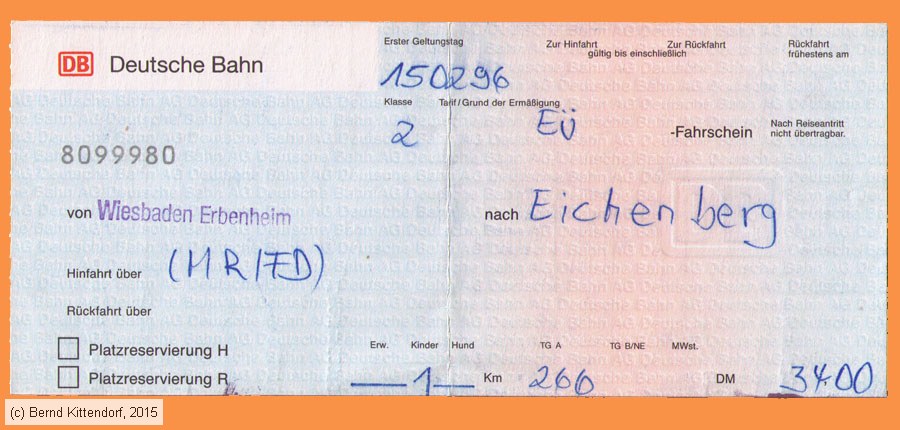 DB Deutsche Bahn
Erster Geltungstag
Zur Hinfahrt
Zur Rückfahrt
gültig bis einschließlich
Rückfahrt
frühestens am
150296
Klasse
Tarif/Grund der Ermäßigung
2
EÜ
-Fahrschein
Nach Reiseantritt
nicht übertragbar.
8099980
von Wiesbaden Erbenheim
nach Eichenberg
Hinfahrt über (HR/FD)
Rückfahrt über
Platzreservierung H
Platzreservierung R
Erw. Kinder Hund
TG A
TG B/NE
MWst.
— 1 —
Km 266
DM 3400
(c) Bernd Kittendorf, 2015